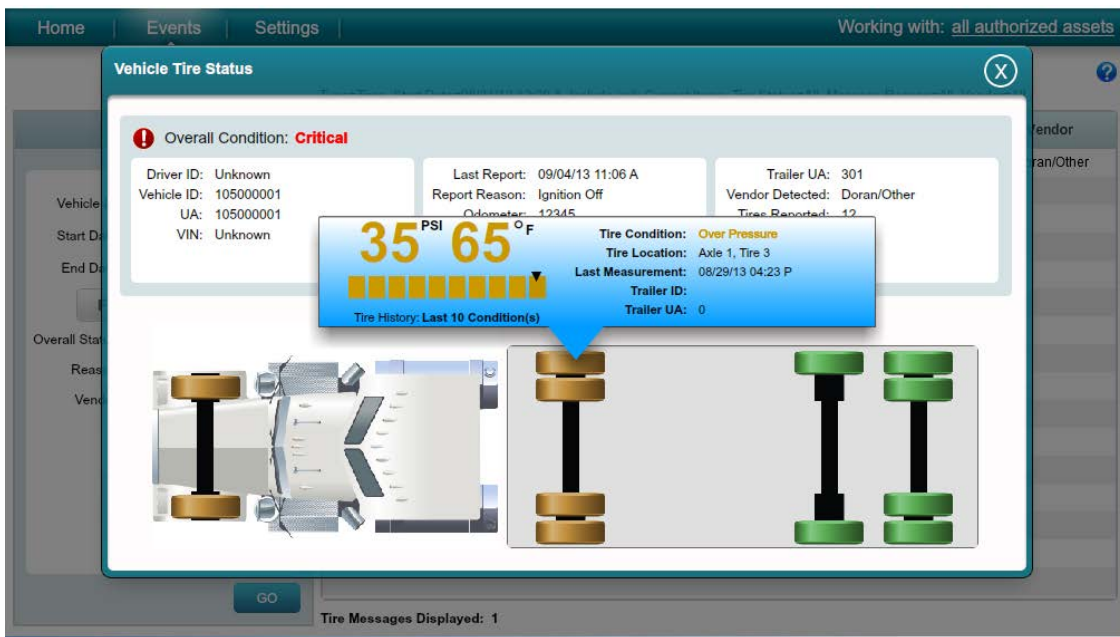 Home | Events | Settings |
Working with: all authorized assets
Vehicle Tire Status
X
?
Vendor
Doran/Other
Overall Condition: Critical
Driver ID: Unknown
Vehicle ID: 105000001
UA: 105000001
VIN: Unknown
Last Report: 09/04/13 11:06 A
Report Reason: Ignition Off
Odometer: 12345
Trailer UA: 301
Vendor Detected: Doran/Other
Tires Reported: 12
35 PSI 65 °F
Tire History: Last 10 Condition(s)
Tire Condition: Over Pressure
Tire Location: Axle 1, Tire 3
Last Measurement: 08/29/13 04:23 P
Trailer ID:
Trailer UA: 0
Vehicle
Start Da
End Da
Overall Stat
Reas
Vend
GO
Tire Messages Displayed: 1